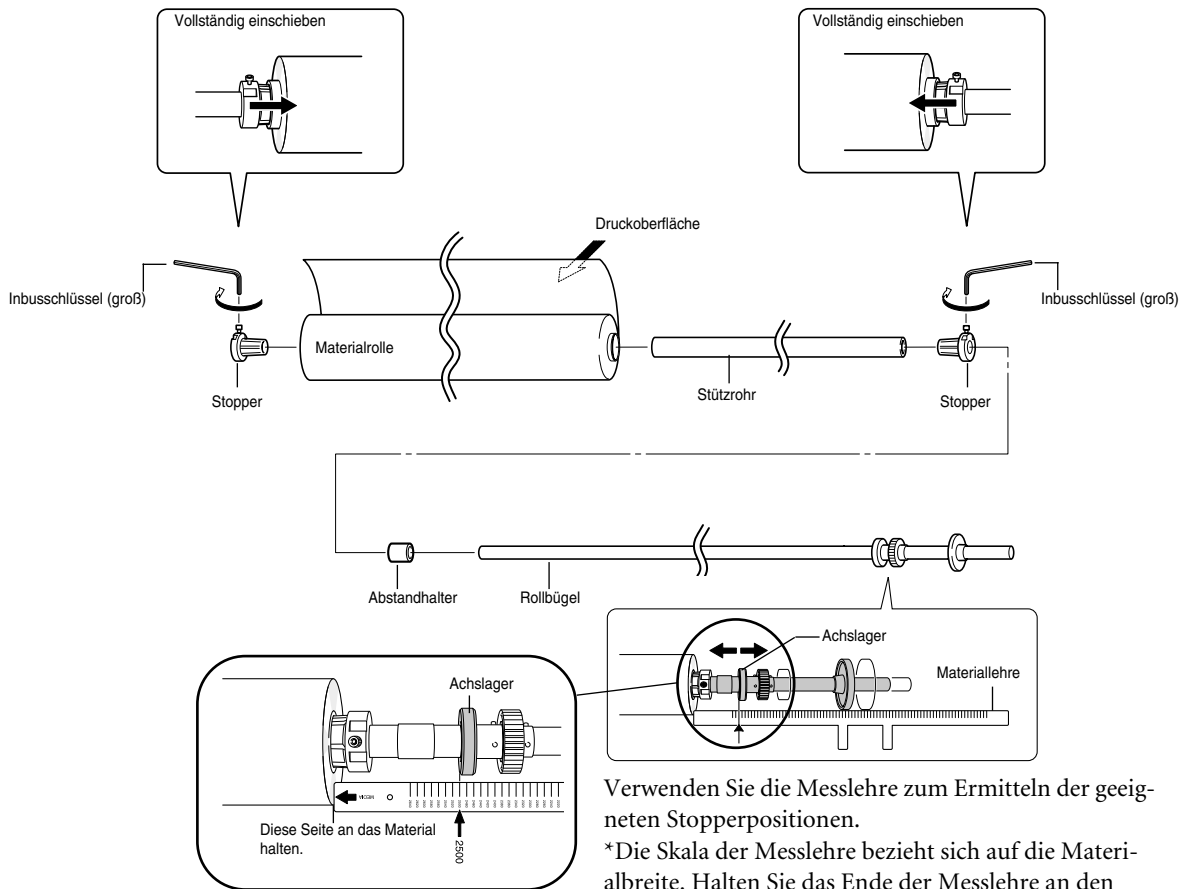 Vollständig einschieben
Vollständig einschieben
Druckoberfläche
Inbusschlüssel (groß)
Inbusschlüssel (groß)
Materialrolle
Stopper
Stützrohr
Stopper
Abstandhalter
Rollbügel
Achslager
Materiallehre
Achslager
MEDIA
Diese Seite an das Material
halten.
2500
Verwenden Sie die Messlehre zum Ermitteln der geeig-
neten Stopperpositionen.
*Die Skala der Messlehre bezieht sich auf die Materi-
albreite. Halten Sie das Ende der Messlehre an den